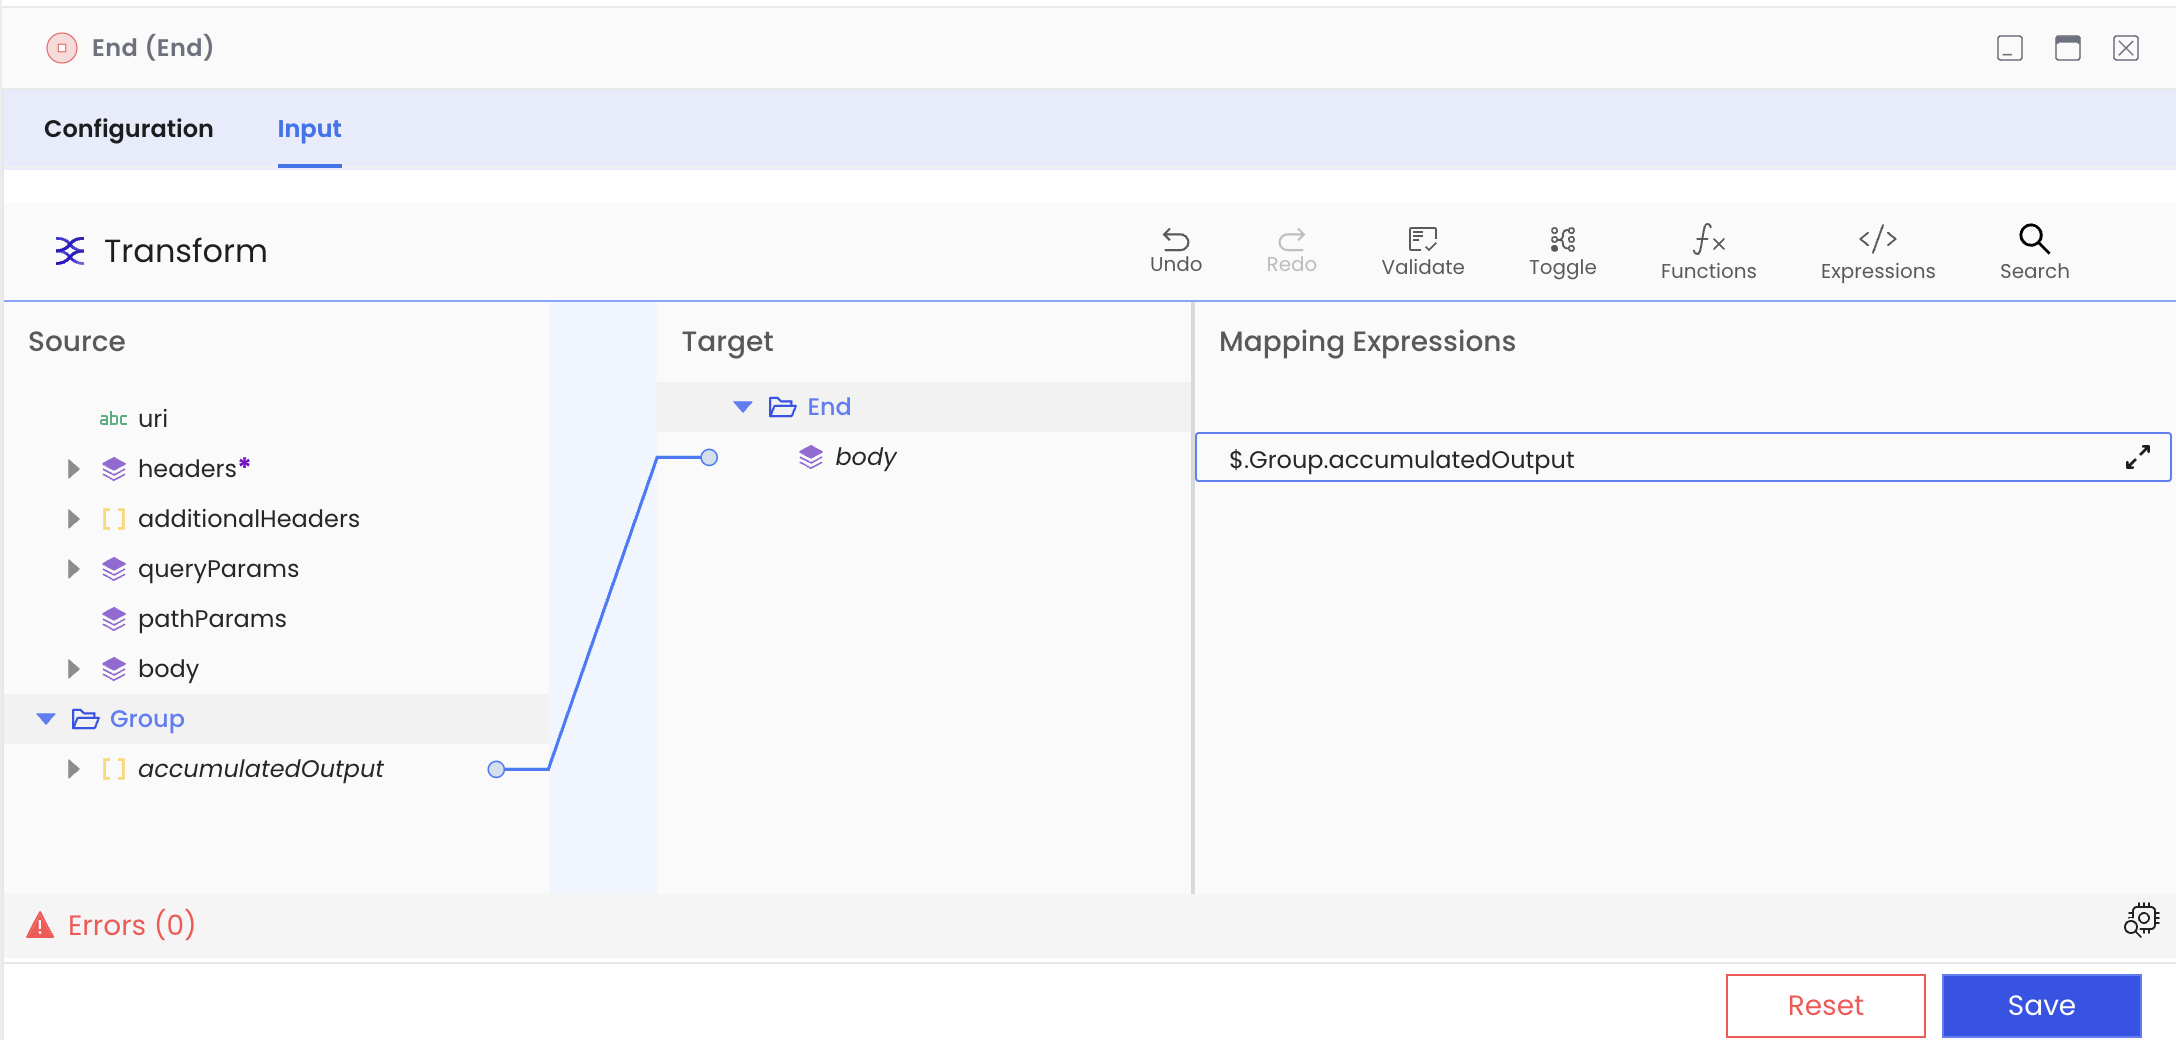 End (End)
Configuration
Input
Transform
Undo
Redo
Validate
Toggle
Functions
Expressions
Search
Source
abc uri
headers*
additionalHeaders
queryParams
pathParams
body
Group
accumulatedOutput
Target
End
body
Mapping Expressions
$.Group.accumulatedOutput
Errors (0)
Reset
Save